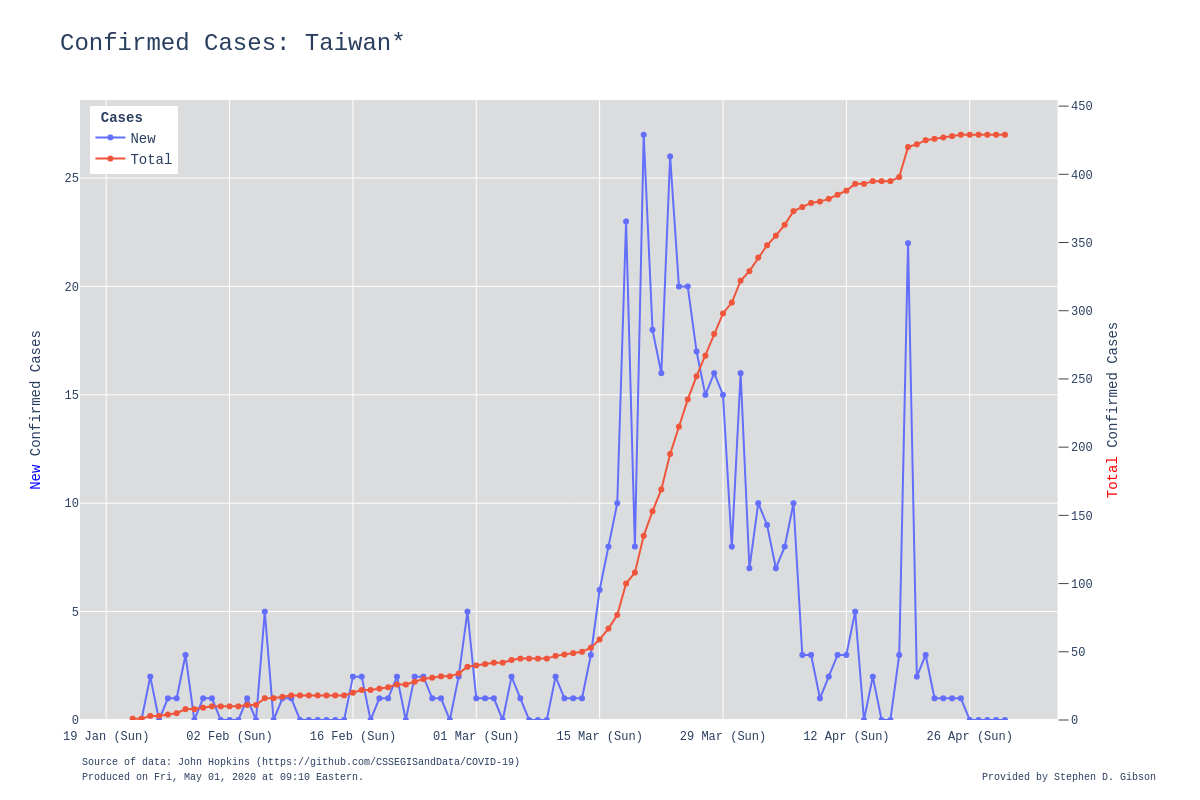 Confirmed Cases: Taiwan*
Cases
New
Total
25
20
15
10
5
0
New Confirmed Cases
450
400
350
300
250
200
150
100
50
0
Total Confirmed Cases
19 Jan (Sun) 02 Feb (Sun) 16 Feb (Sun) 01 Mar (Sun) 15 Mar (Sun) 29 Mar (Sun) 12 Apr (Sun) 26 Apr (Sun)
Source of data: John Hopkins (https://github.com/CSSEGISandData/COVID-19)
Produced on Fri, May 01, 2020 at 09:10 Eastern.
Provided by Stephen D. Gibson